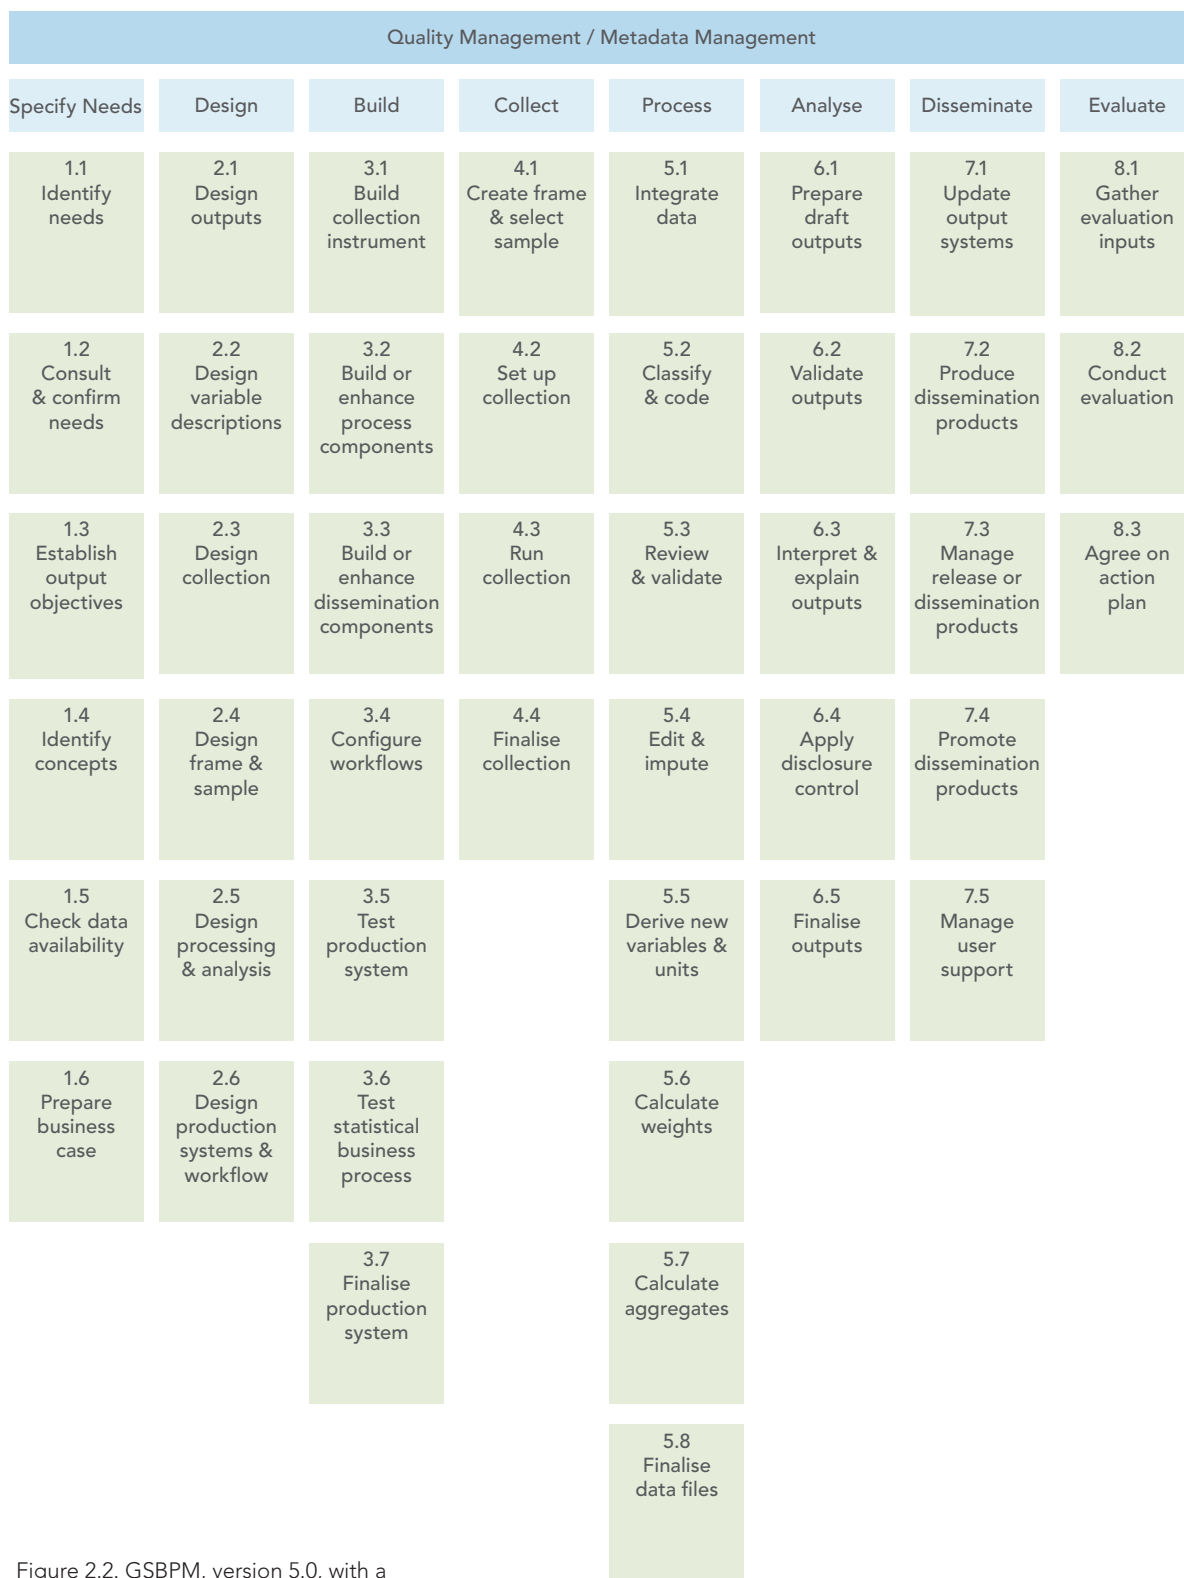 Quality Management / Metadata Management
Specify Needs
Design
Build
Collect
Process
Analyse
Disseminate
Evaluate
1.1
Identify
needs
2.1
Design
outputs
3.1
Build
collection
instrument
4.1
Create frame
& select
sample
5.1
Integrate
data
6.1
Prepare
draft
outputs
7.1
Update
output
systems
8.1
Gather
evaluation
inputs
1.2
Consult
& confirm
needs
2.2
Design
variable
descriptions
3.2
Build or
enhance
process
components
4.2
Set up
collection
5.2
Classify
& code
6.2
Validate
outputs
7.2
Produce
dissemination
products
8.2
Conduct
evaluation
1.3
Establish
output
objectives
2.3
Design
collection
3.3
Build or
enhance
dissemination
components
4.3
Run
collection
5.3
Review
& validate
6.3
Interpret &
explain
outputs
7.3
Manage
release or
dissemination
products
8.3
Agree on
action
plan
1.4
Identify
concepts
2.4
Design
frame &
sample
3.4
Configure
workflows
4.4
Finalise
collection
5.4
Edit &
impute
6.4
Apply
disclosure
control
7.4
Promote
dissemination
products
1.5
Check data
availability
2.5
Design
processing
& analysis
3.5
Test
production
system
5.5
Derive new
variables &
units
6.5
Finalise
outputs
7.5
Manage
user
support
1.6
Prepare
business
case
2.6
Design
production
systems &
workflow
3.6
Test
statistical
business
process
5.6
Calculate
weights
3.7
Finalise
production
system
5.7
Calculate
aggregates
5.8
Finalise
data files
Figure 2.2. GSBPM, version 5.0, with a